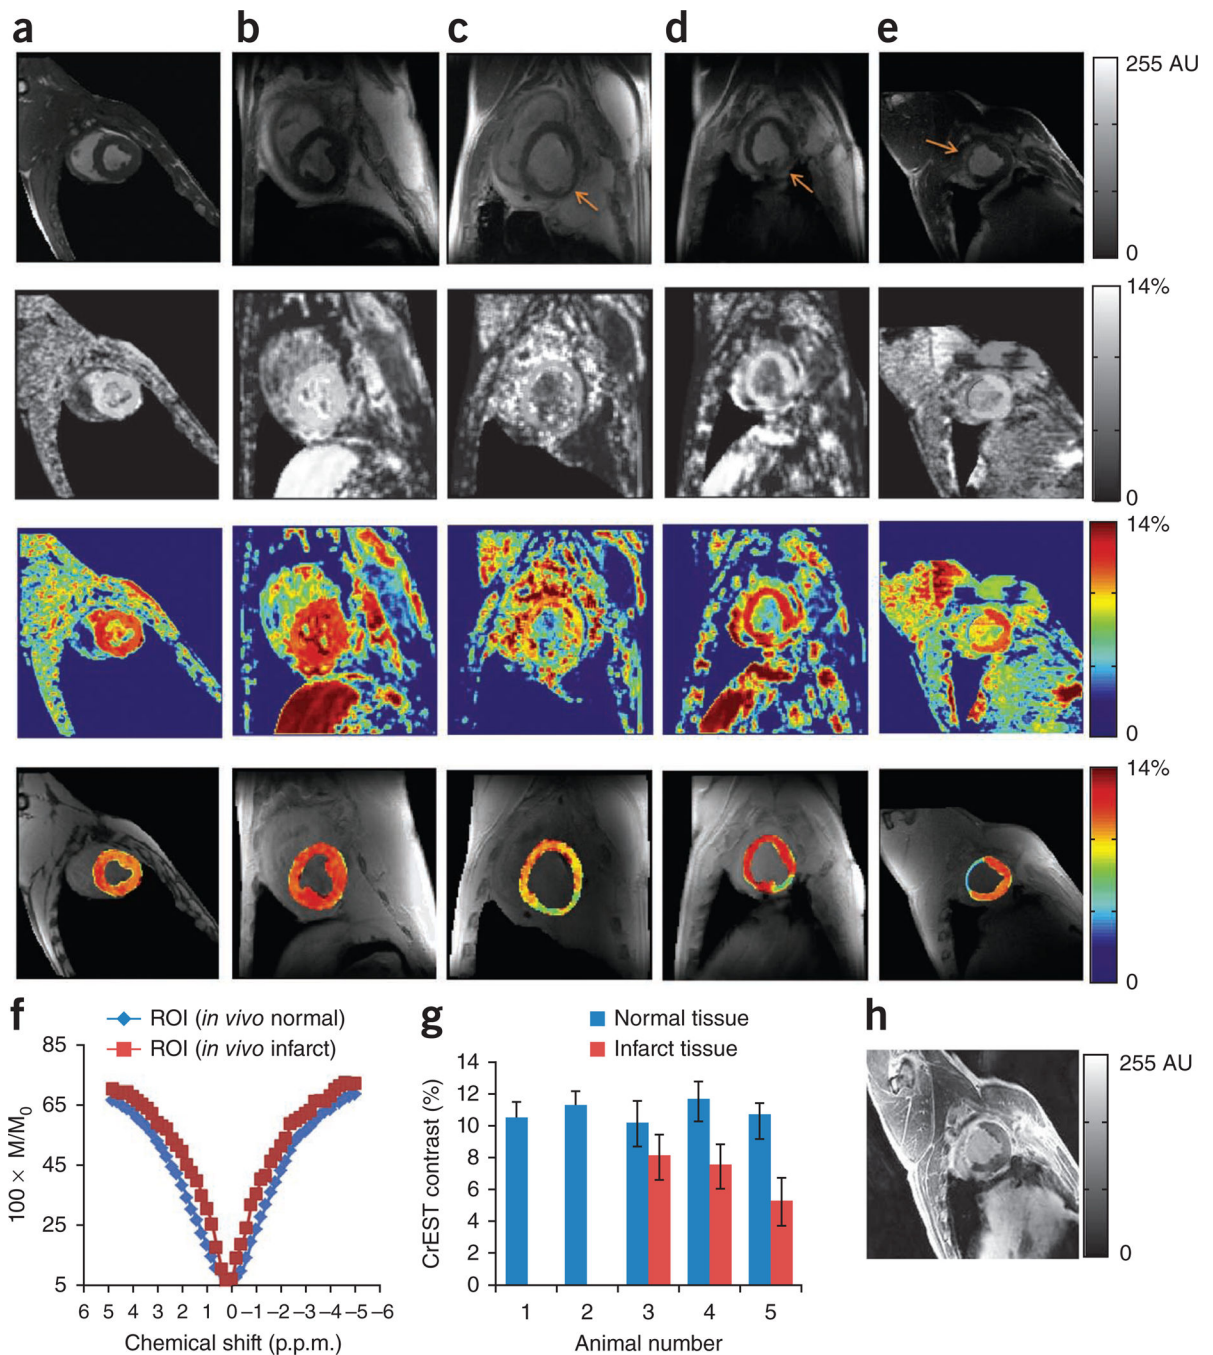 a b c d e
255 AU
0
14%
0
14%
0
14%
0
f
ROI (in vivo normal)
ROI (in vivo infarct)
85
65
45
25
5
100 × M/M0
6 5 4 3 2 1 0 –1 –2 –3 –4 –5 –6
Chemical shift (p.p.m.)
g
Normal tissue
Infarct tissue
14
12
10
8
6
4
2
0
CrEST contrast (%)
1 2 3 4 5
Animal number
h
255 AU
0